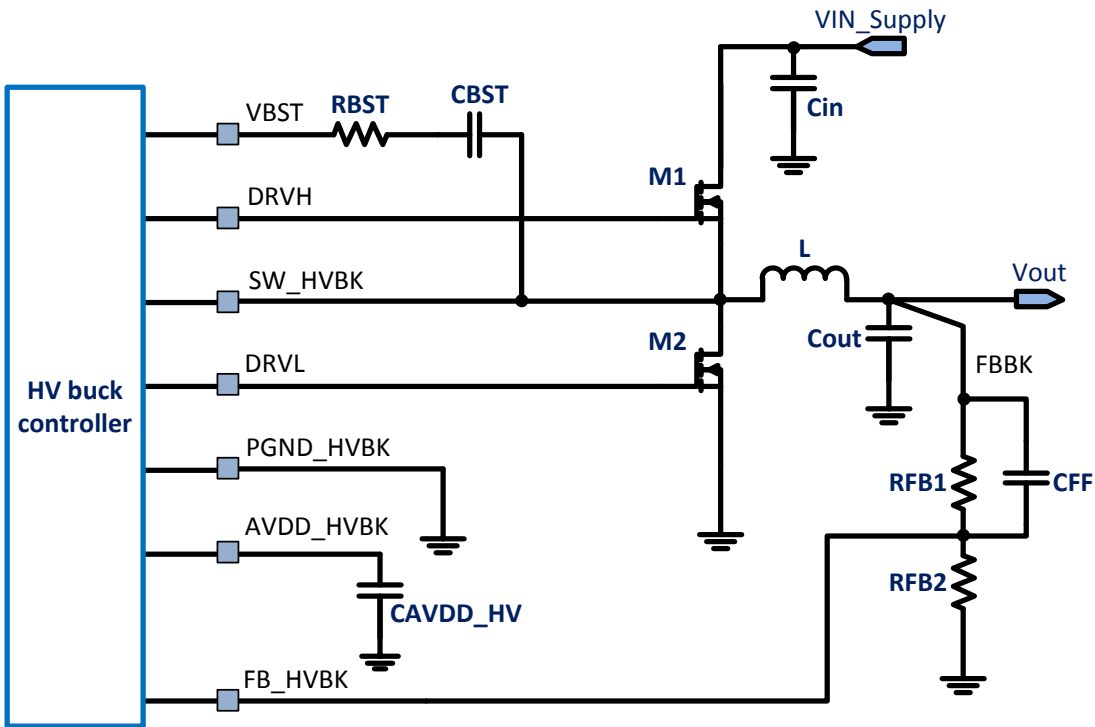 VIN_Supply
VBST
RBST
CBST
Cin
M1
DRVH
L
SW_HVBK
Vout
M2
Cout
DRVL
FBBK
HV buck
controller
PGND_HVBK
RFB1
CFF
AVDD_HVBK
RFB2
CAVDD_HV
FB_HVBK